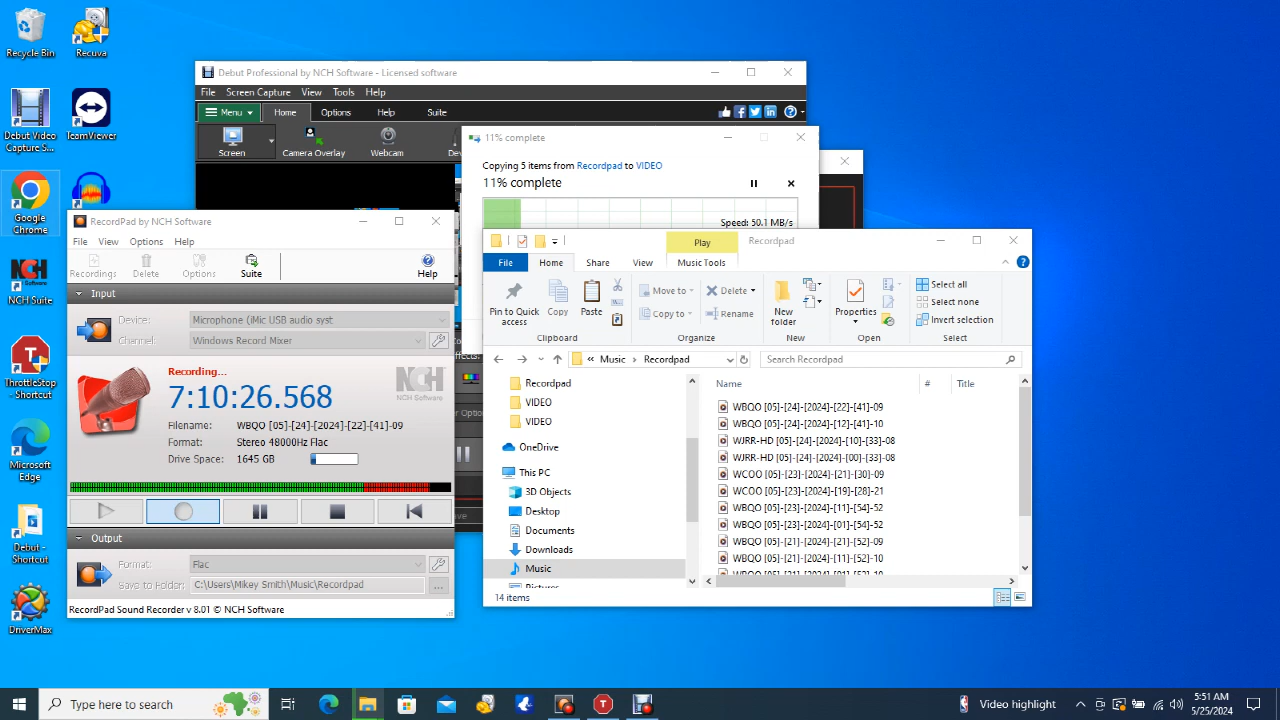 Recycle Bin
Recuva
Debut Video
Capture S...
TeamViewer
Google
Chrome
NCH
NCH Suite
ThrottleStop
- Shortcut
Microsoft
Edge
Debut -
Shortcut
DriverMax
Debut Professional by NCH Software - Licensed software
File Screen Capture View Tools Help
Menu Home Options Help Suite
Screen Camera Overlay Webcam
11% complete
Copying 5 items from Recordpad to VIDEO
11% complete
Speed: 50.1 MB/s
RecordPad by NCH Software
File View Options Help
Recordings Delete Options Suite Help
Input
Device: Microphone (iMic USB audio syst
Channel: Windows Record Mixer
Recording...
7:10:26.568
NCH
NCH Software
Filename: WBQO [05]-[24]-[2024]-[22]-[41]-09
Format: Stereo 48000Hz Flac
Drive Space: 1645 GB
Output
Format: Flac
Save to Folder: C:\Users\Mikey Smith\Music\Recordpad ...
RecordPad Sound Recorder v 8.01 © NCH Software
Play Recordpad
File Home Share View Music Tools
Pin to Quick
access
Copy
Paste
Move to
Copy to
Delete
Rename
New
folder
Properties
Select all
Select none
Invert selection
Clipboard Organize New Open Select
« Music › Recordpad
Search Recordpad
Recordpad
VIDEO
VIDEO
OneDrive
This PC
3D Objects
Desktop
Documents
Downloads
Music
Pictures
Name # Title
WBQO [05]-[24]-[2024]-[22]-[41]-09
WBQO [05]-[24]-[2024]-[12]-[41]-10
WJRR-HD [05]-[24]-[2024]-[10]-[33]-08
WJRR-HD [05]-[24]-[2024]-[00]-[33]-08
WCOO [05]-[23]-[2024]-[21]-[30]-09
WCOO [05]-[23]-[2024]-[19]-[28]-21
WBQO [05]-[23]-[2024]-[11]-[54]-52
WBQO [05]-[23]-[2024]-[01]-[54]-52
WBQO [05]-[21]-[2024]-[21]-[52]-09
WBQO [05]-[21]-[2024]-[11]-[52]-10
WBQO [05]-[21]-[2024]-[01]-[52]-10
14 items
Type here to search
Video highlight
5:51 AM
5/25/2024